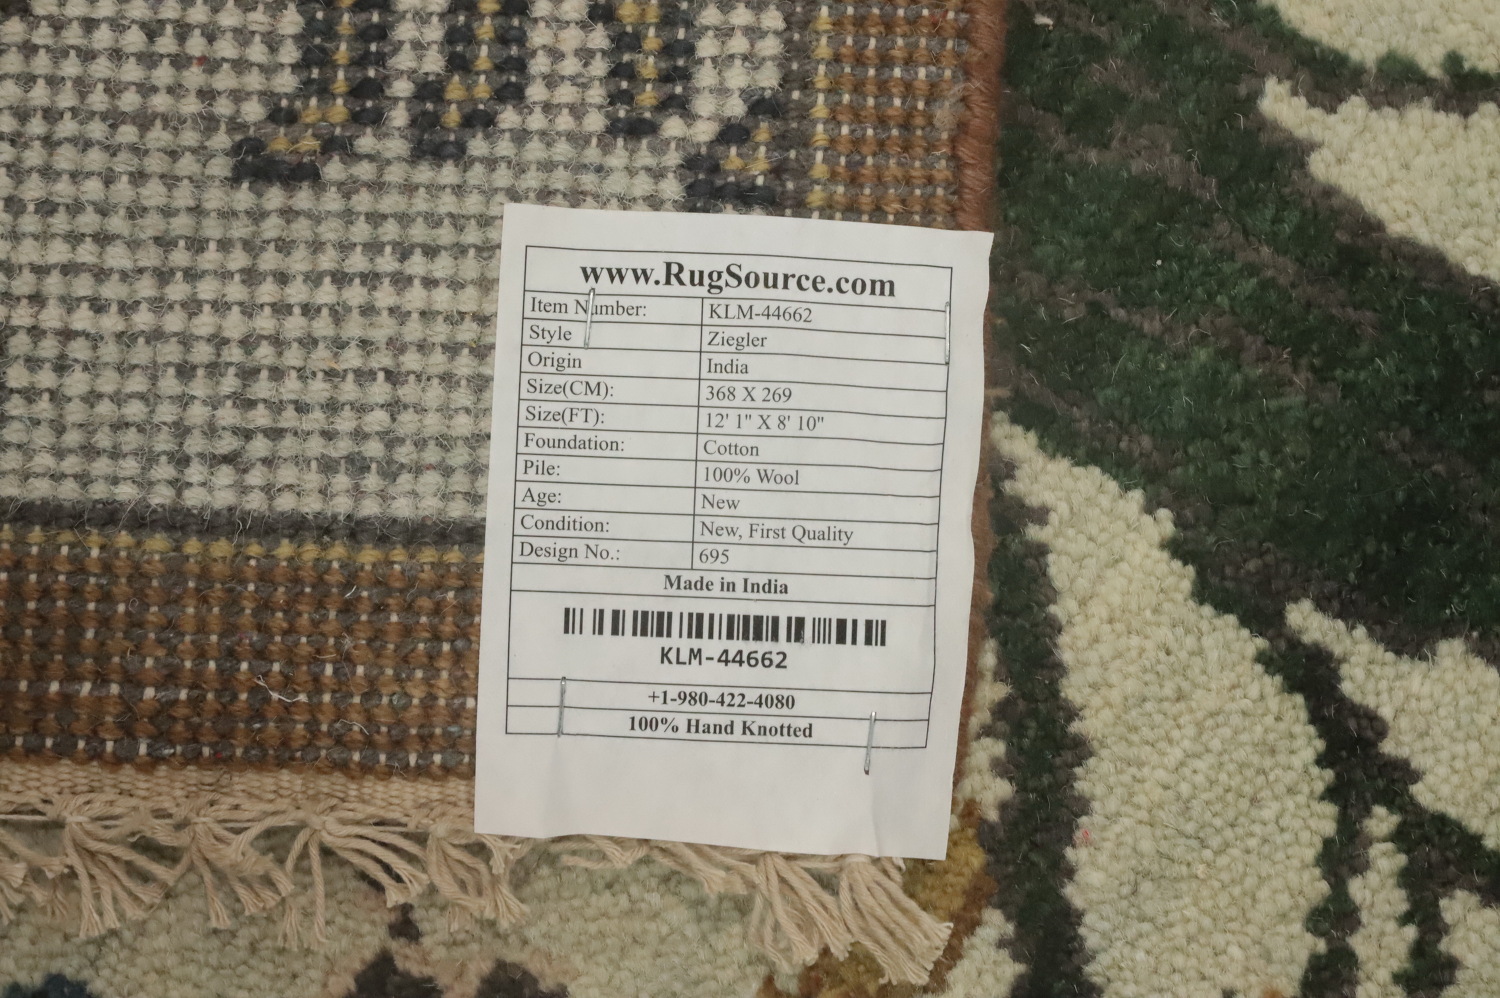 www.RugSource.com
Item Number: KLM-44662
Style Ziegler
Origin India
Size(CM): 368 X 269
Size(FT): 12' 1" X 8' 10"
Foundation: Cotton
Pile: 100% Wool
Age: New
Condition: New, First Quality
Design No.: 695
Made in India
KLM-44662
+1-980-422-4080
100% Hand Knotted